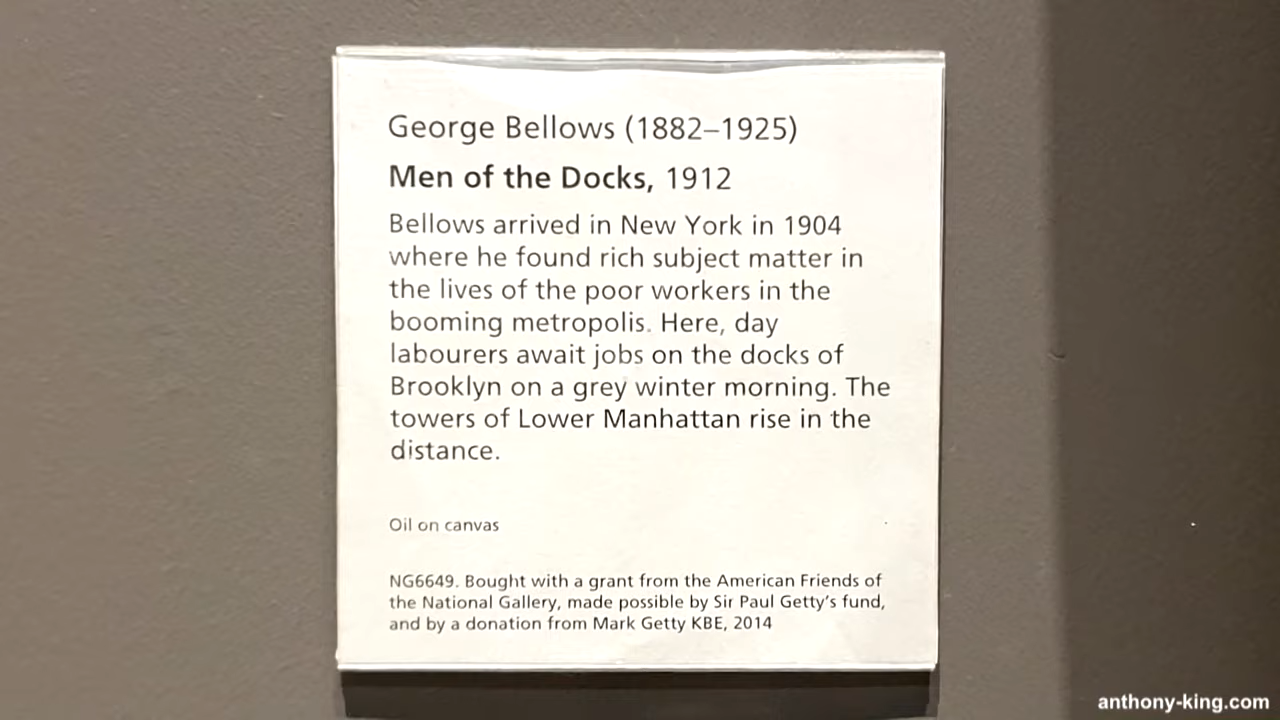 George Bellows (1882–1925)
Men of the Docks, 1912
Bellows arrived in New York in 1904
where he found rich subject matter in
the lives of the poor workers in the
booming metropolis. Here, day
labourers await jobs on the docks of
Brooklyn on a grey winter morning. The
towers of Lower Manhattan rise in the
distance.
Oil on canvas
NG6649. Bought with a grant from the American Friends of
the National Gallery, made possible by Sir Paul Getty's fund,
and by a donation from Mark Getty KBE, 2014
anthony-king.com